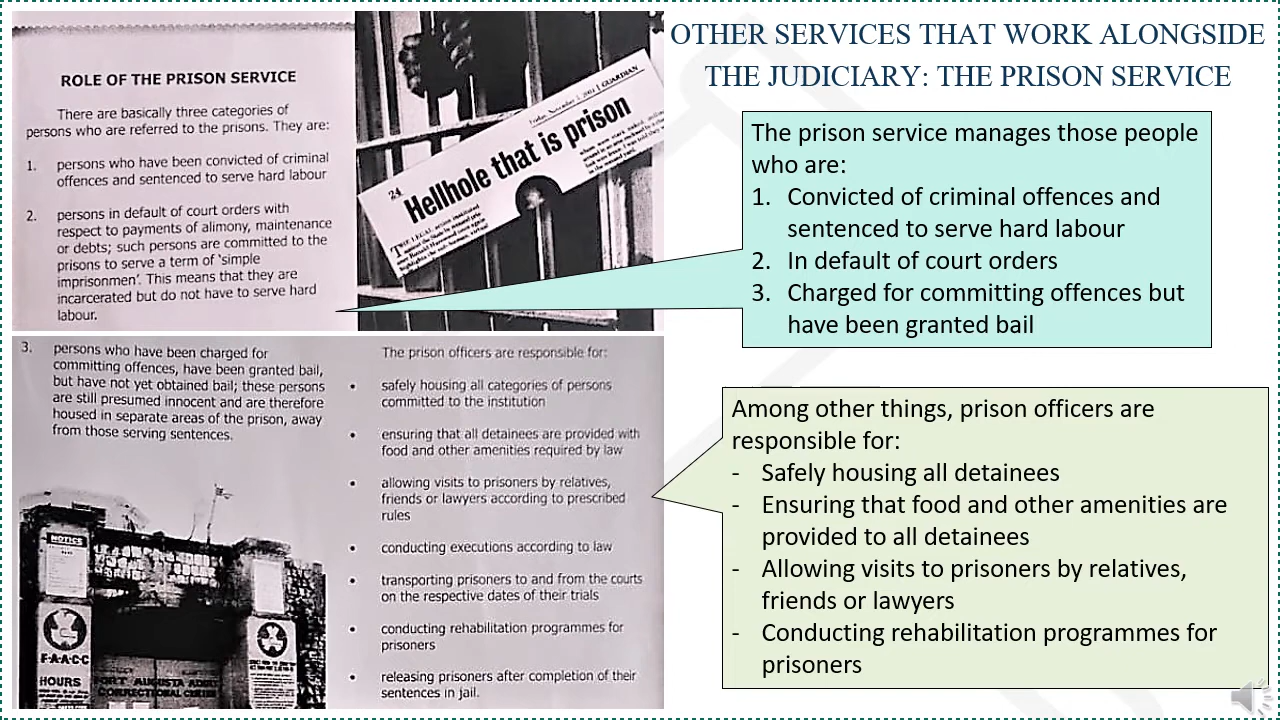 OTHER SERVICES THAT WORK ALONGSIDE
THE JUDICIARY: THE PRISON SERVICE
ROLE OF THE PRISON SERVICE
There are basically three categories of
persons who are referred to the prisons. They are:
1. persons who have been convicted of criminal
offences and sentenced to serve hard labour
2. persons in default of court orders with
respect to payments of alimony, maintenance
or debts; such persons are committed to the
prisons to serve a term of 'simple
imprisonmen'. This means that they are
incarcerated but do not have to serve hard
labour.
24
Friday, November 2, 2001 | GUARDIAN
Hellhole that is prison
The prison service manages those people
who are:
1. Convicted of criminal offences and
sentenced to serve hard labour
2. In default of court orders
3. Charged for committing offences but
have been granted bail
3. persons who have been charged for
committing offences, have been granted bail,
but have not yet obtained bail; these persons
are still presumed innocent and are therefore
housed in separate areas of the prison, away
from those serving sentences.
NOTICE
F·A·A·C·C
HOURS
PORT AUGUSTA
CORRECTIONAL
The prison officers are responsible for:
• safely housing all categories of persons
committed to the institution
• ensuring that all detainees are provided with
food and other amenities required by law
• allowing visits to prisoners by relatives,
friends or lawyers according to prescribed
rules
• conducting executions according to law
• transporting prisoners to and from the courts
on the respective dates of their trials
• conducting rehabilitation programmes for
prisoners
• releasing prisoners after completion of their
sentences in jail.
Among other things, prison officers are
responsible for:
- Safely housing all detainees
- Ensuring that food and other amenities are
provided to all detainees
- Allowing visits to prisoners by relatives,
friends or lawyers
- Conducting rehabilitation programmes for
prisoners